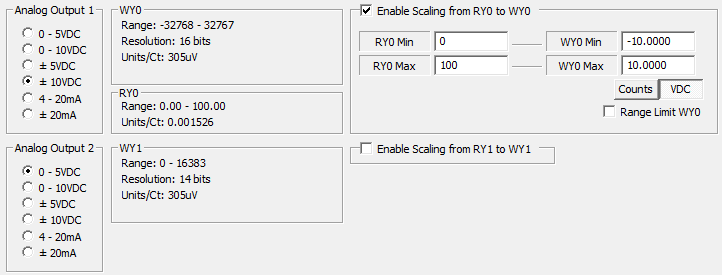 Analog Output 1
0 - 5VDC
0 - 10VDC
± 5VDC
± 10VDC
4 - 20mA
± 20mA
WY0
Range: -32768 - 32767
Resolution: 16 bits
Units/Ct: 305uV
RY0
Range: 0.00 - 100.00
Units/Ct: 0.001526
Enable Scaling from RY0 to WY0
RY0 Min 0 WY0 Min -10.0000
RY0 Max 100 WY0 Max 10.0000
Counts VDC
Range Limit WY0
Analog Output 2
0 - 5VDC
0 - 10VDC
± 5VDC
± 10VDC
4 - 20mA
± 20mA
WY1
Range: 0 - 16383
Resolution: 14 bits
Units/Ct: 305uV
Enable Scaling from RY1 to WY1